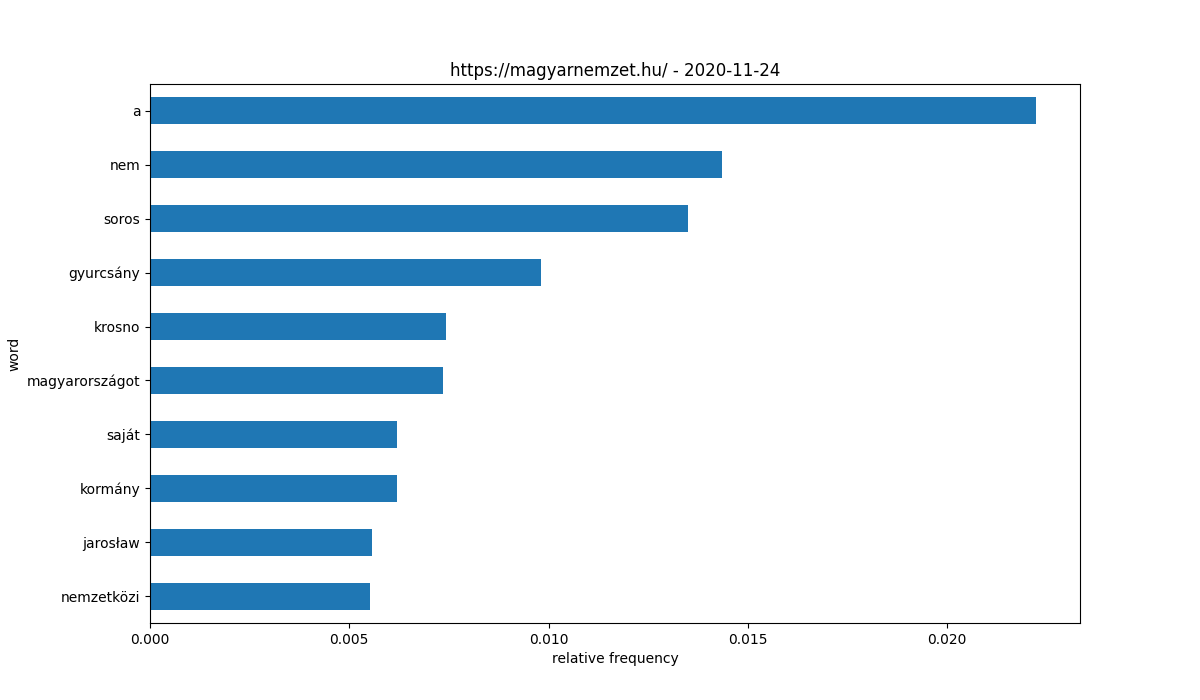 https://magyarnemzet.hu/ - 2020-11-24
a
nem
soros
gyurcsány
krosno
magyarországot
saját
kormány
jarosław
nemzetközi
word
0.000 0.005 0.010 0.015 0.020
relative frequency